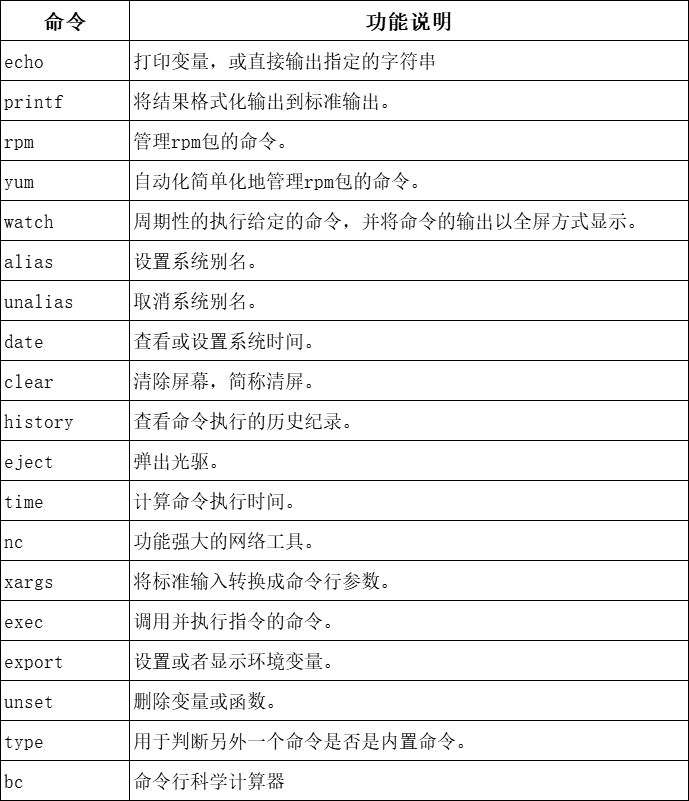 命令 功能说明
echo 打印变量，或直接输出指定的字符串
printf 将结果格式化输出到标准输出。
rpm 管理rpm包的命令。
yum 自动化简单化地管理rpm包的命令。
watch 周期性的执行给定的命令，并将命令的输出以全屏方式显示。
alias 设置系统别名。
unalias 取消系统别名。
date 查看或设置系统时间。
clear 清除屏幕，简称清屏。
history 查看命令执行的历史纪录。
eject 弹出光驱。
time 计算命令执行时间。
nc 功能强大的网络工具。
xargs 将标准输入转换成命令行参数。
exec 调用并执行指令的命令。
export 设置或者显示环境变量。
unset 删除变量或函数。
type 用于判断另外一个命令是否是内置命令。
bc 命令行科学计算器